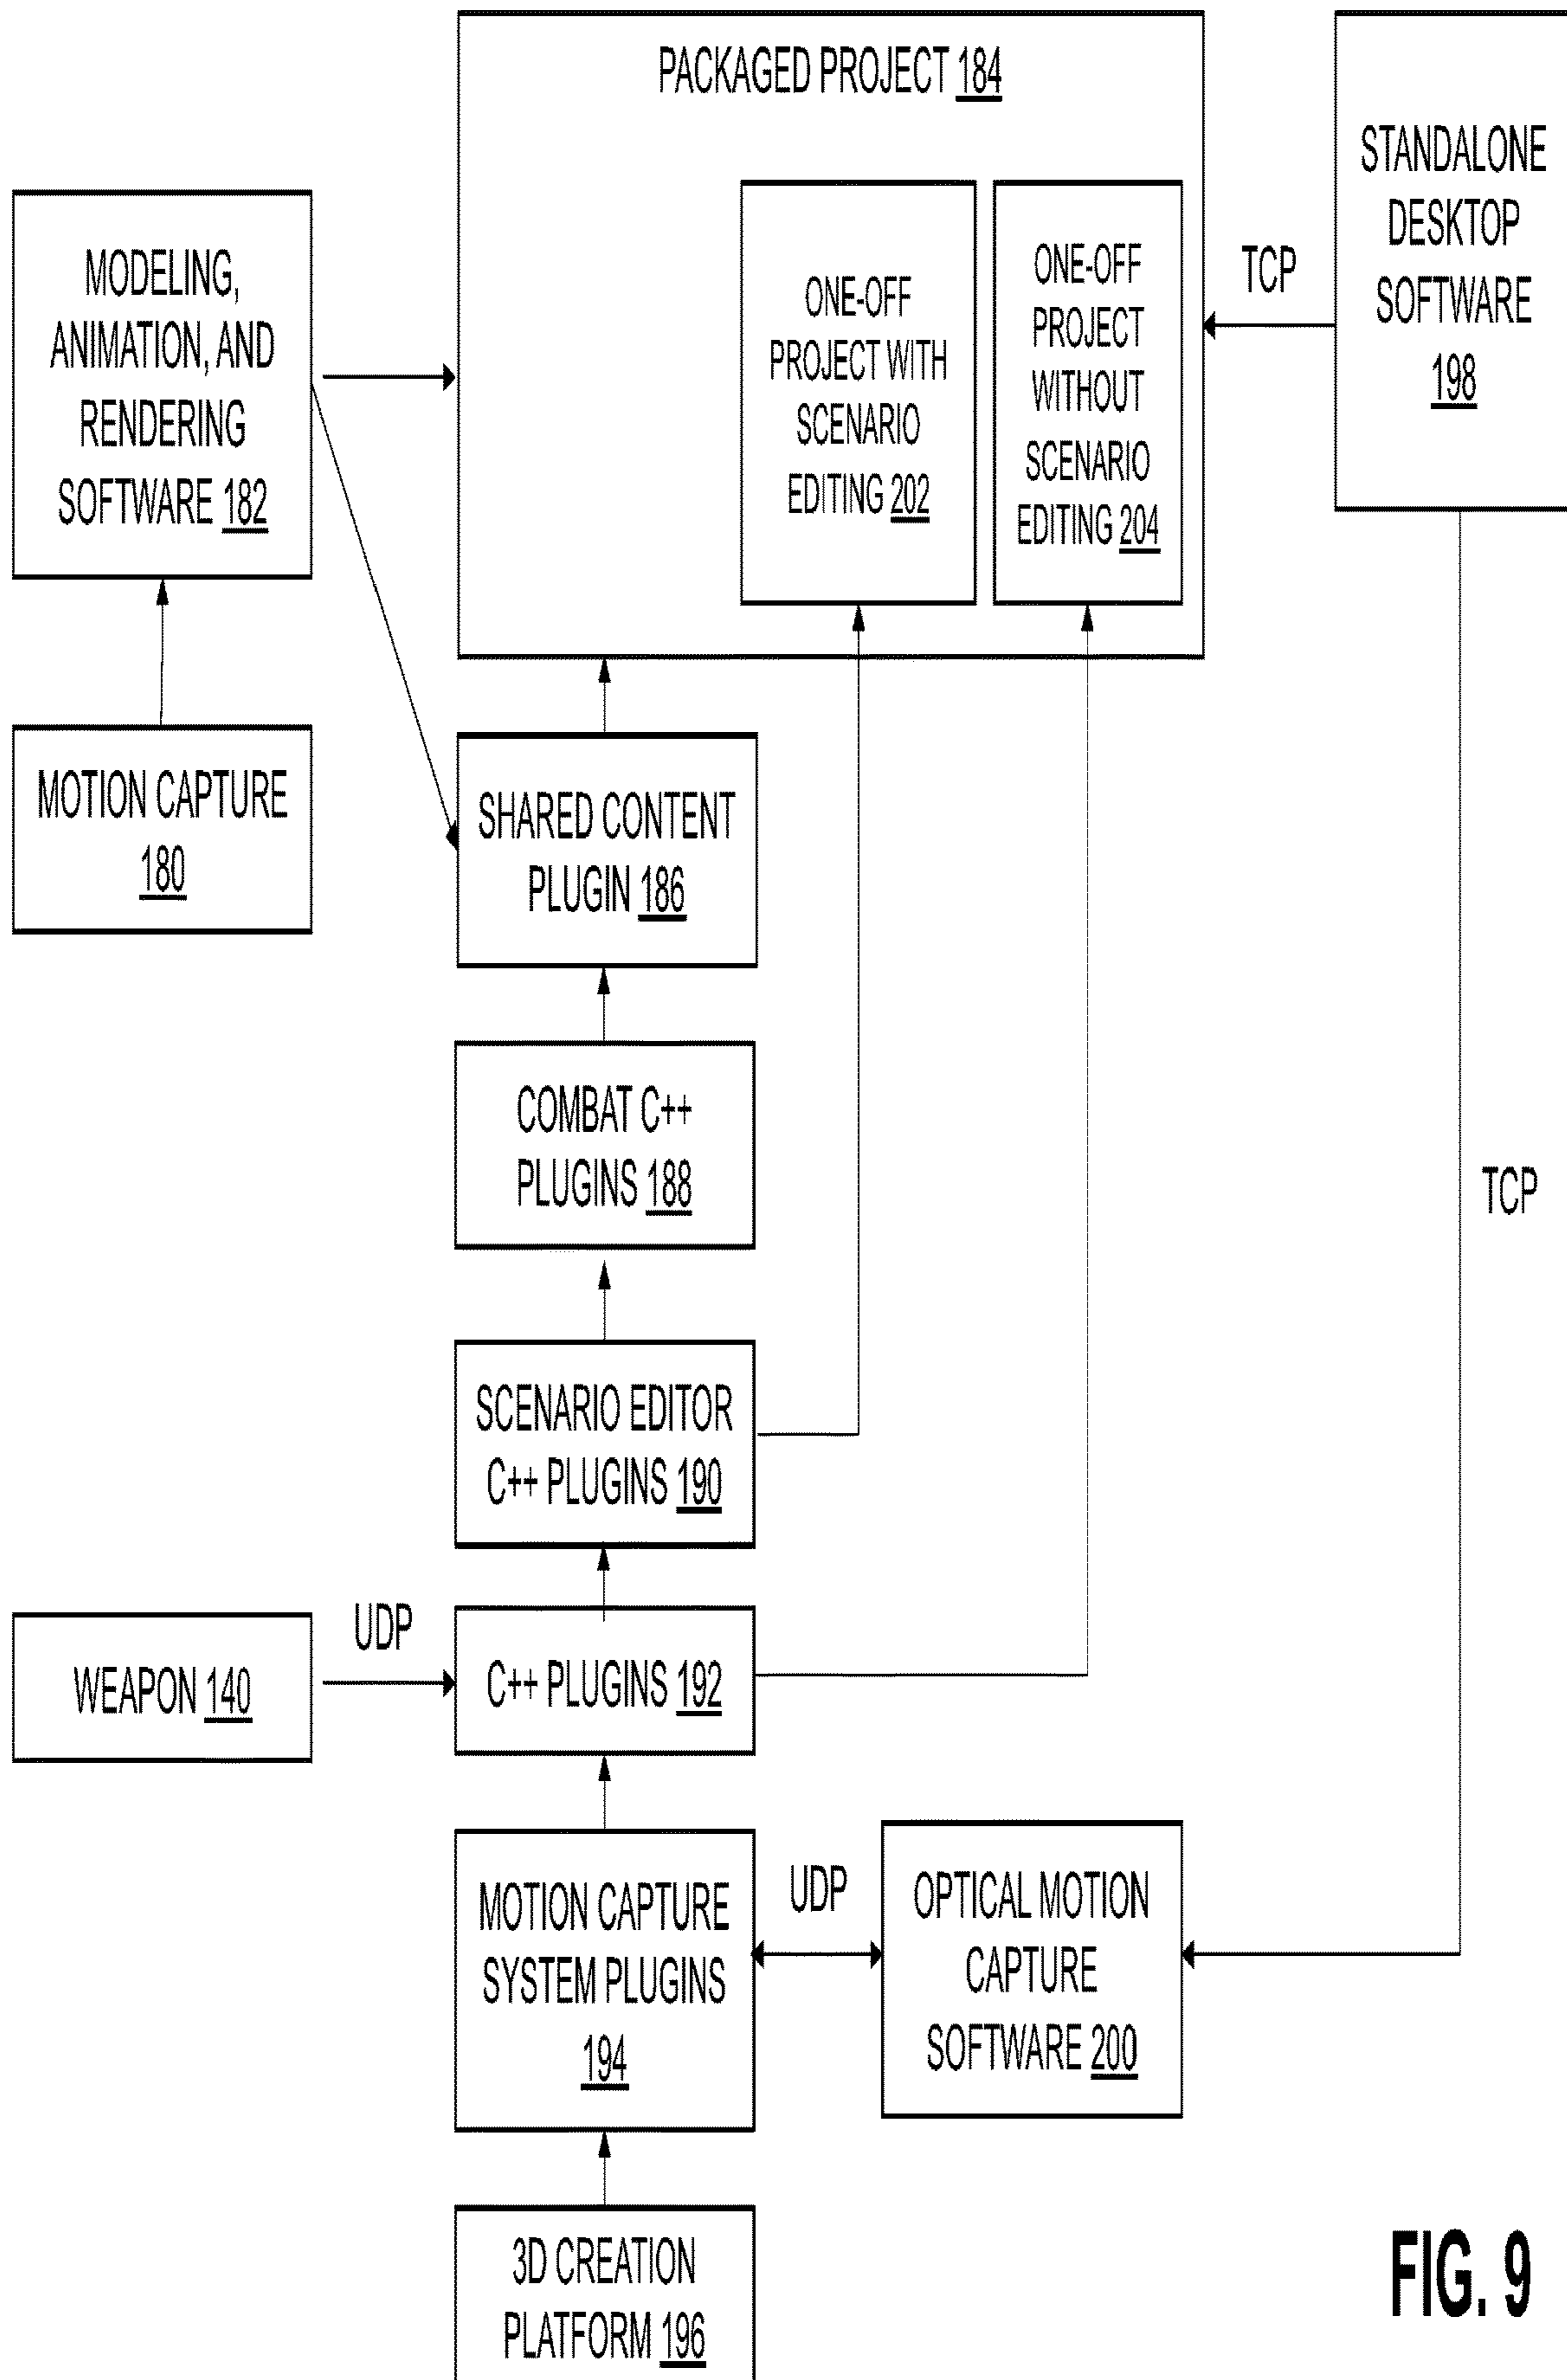 PACKAGED PROJECT 184
STANDALONE
DESKTOP
SOFTWARE
198
MODELING,
ANIMATION, AND
RENDERING
SOFTWARE 182
ONE-OFF
PROJECT WITH
SCENARIO
EDITING 202
ONE-OFF
PROJECT
WITHOUT
SCENARIO
EDITING 204
TCP
MOTION CAPTURE
180
SHARED CONTENT
PLUGIN 186
COMBAT C++
PLUGINS 188
TCP
SCENARIO EDITOR
C++ PLUGINS 190
WEAPON 140
UDP
C++ PLUGINS 192
MOTION CAPTURE
SYSTEM PLUGINS
194
UDP
OPTICAL MOTION
CAPTURE
SOFTWARE 200
3D CREATION
PLATFORM 196
FIG. 9